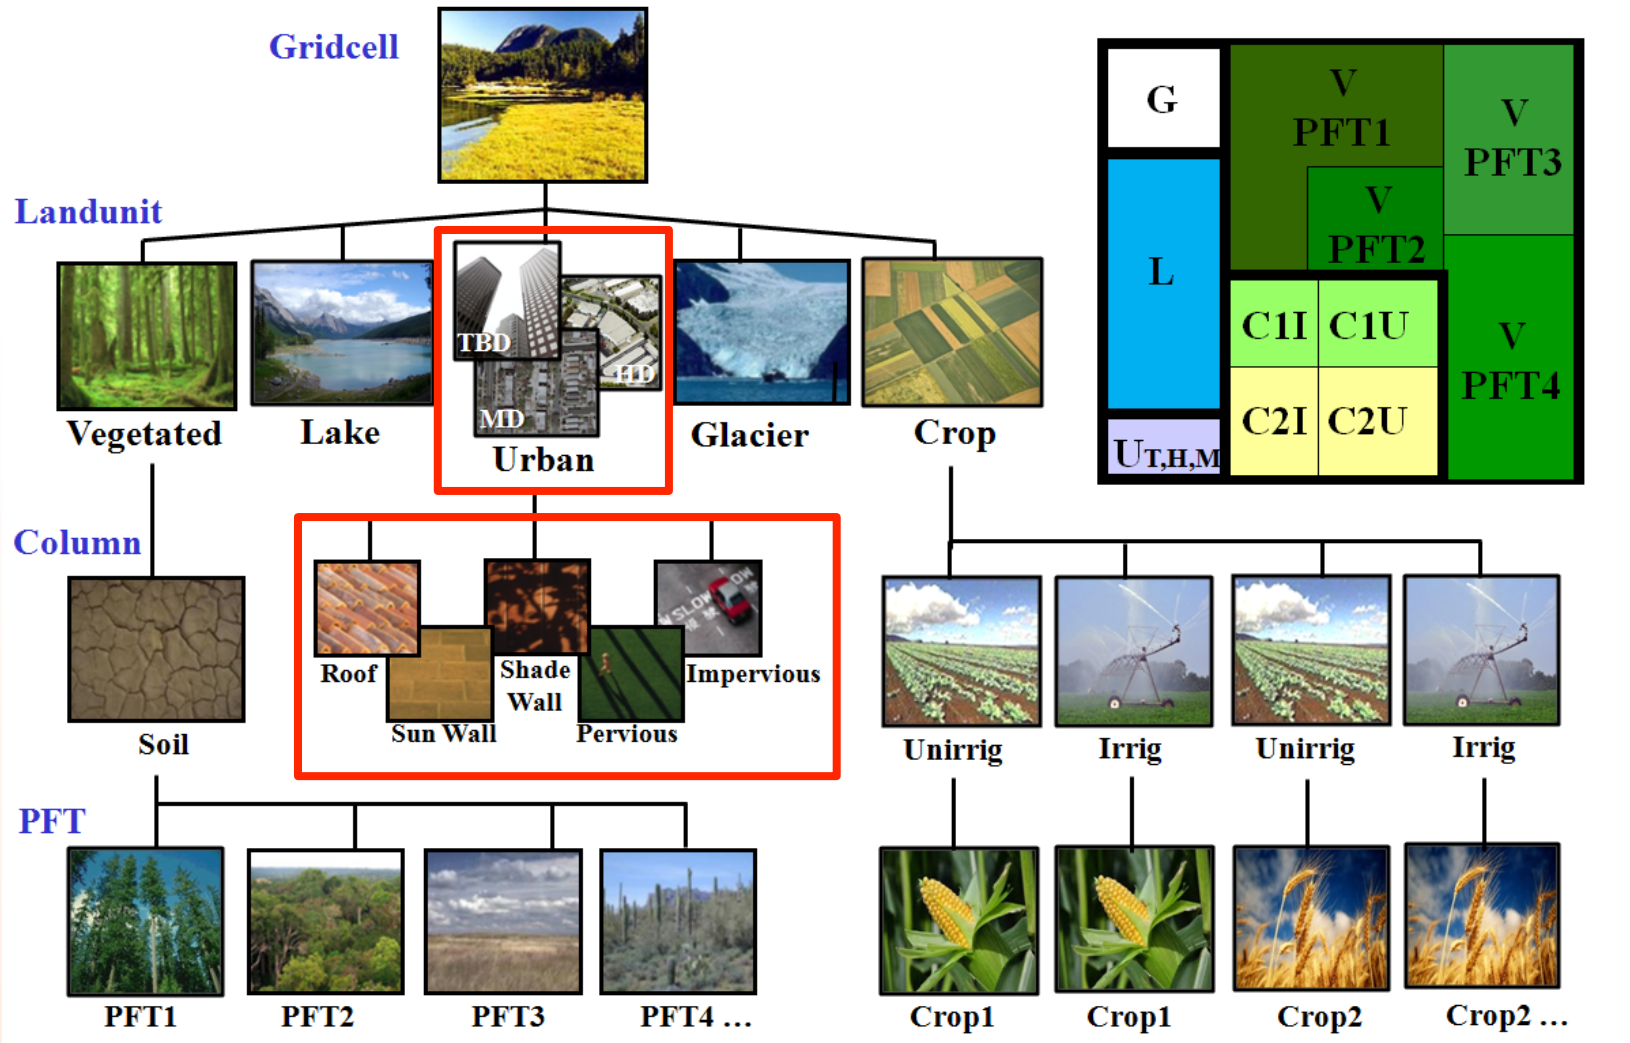 Gridcell
Landunit
TBD
HD
MD
Vegetated
Lake
Urban
Glacier
Crop
G
L
UT,H,M
V
PFT1
V
PFT2
V
PFT3
V
PFT4
C1I
C1U
C2I
C2U
Column
Soil
Roof
Sun Wall
Shade
Wall
Pervious
SLOW
OW
Impervious
Unirrig
Irrig
Unirrig
Irrig
PFT
PFT1
PFT2
PFT3
PFT4 ...
Crop1
Crop1
Crop2
Crop2 ...